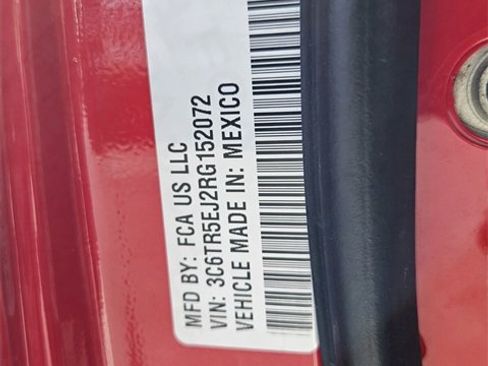 MFD BY: FCA US LLC
VIN: 3C6TR5EJ2RG152072
VEHICLE MADE IN: MEXICO